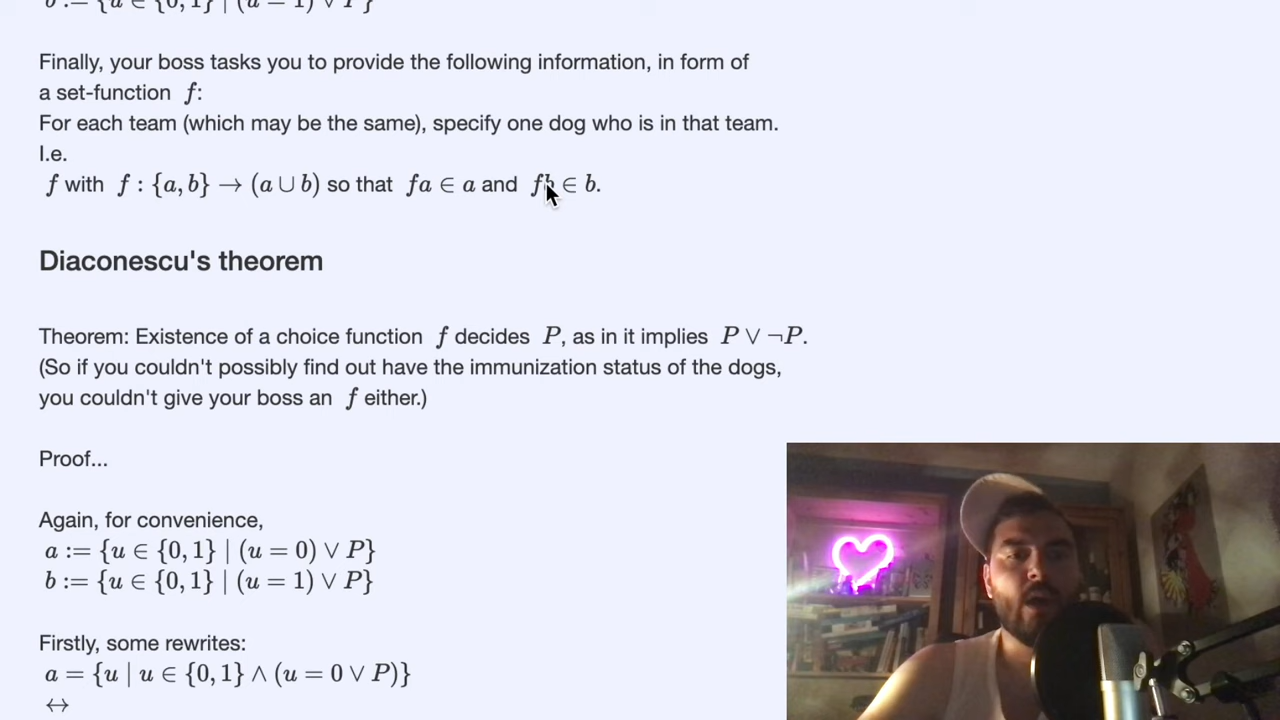 b := {u ∈ {0, 1} | (u = 1) ∨ P}
Finally, your boss tasks you to provide the following information, in form of
a set-function f:
For each team (which may be the same), specify one dog who is in that team.
I.e.
f with f : {a, b} → (a ∪ b) so that fa ∈ a and fb ∈ b.
Diaconescu's theorem
Theorem: Existence of a choice function f decides P, as in it implies P ∨ ¬P.
(So if you couldn't possibly find out have the immunization status of the dogs,
you couldn't give your boss an f either.)
Proof...
Again, for convenience,
a := {u ∈ {0, 1} | (u = 0) ∨ P}
b := {u ∈ {0, 1} | (u = 1) ∨ P}
Firstly, some rewrites:
a = {u | u ∈ {0, 1} ∧ (u = 0 ∨ P)}
↔